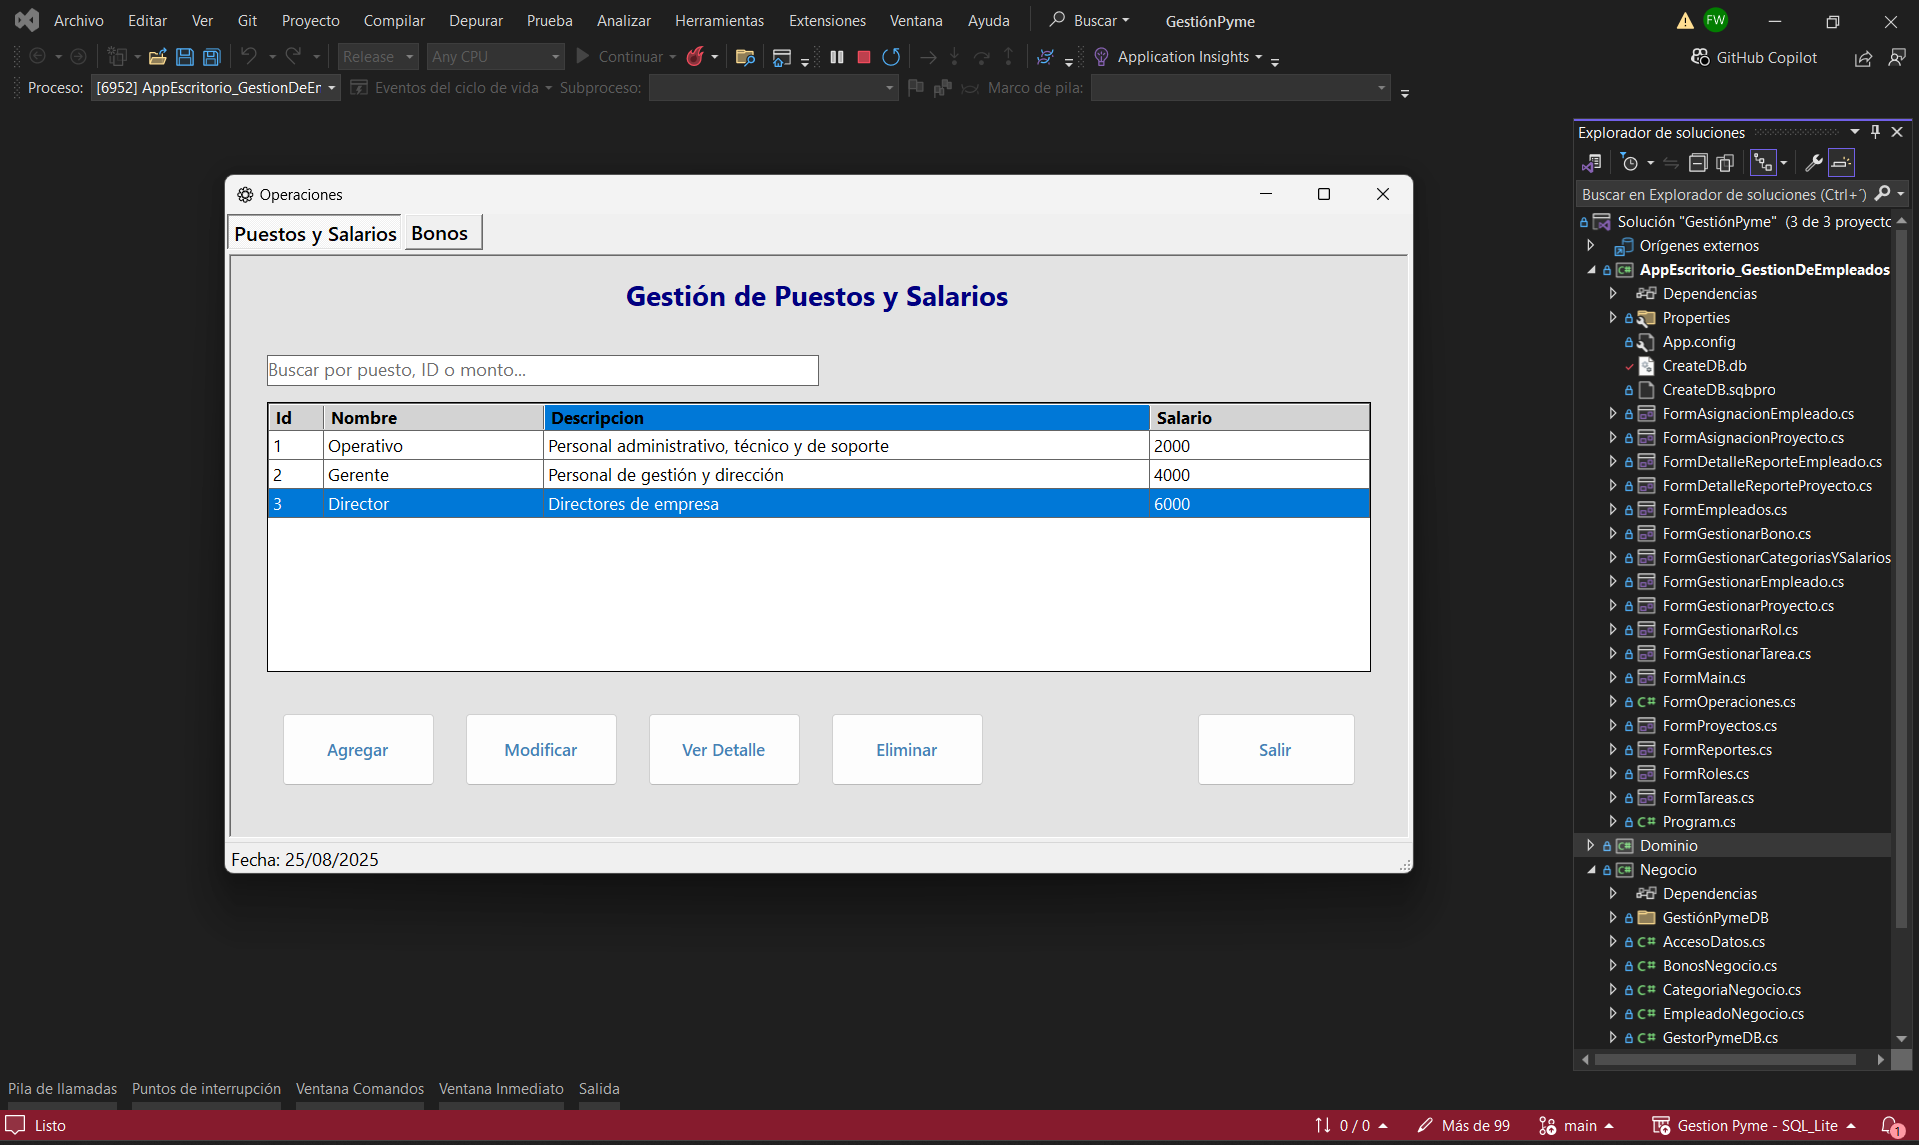 Archivo Editar Ver Git Proyecto Compilar Depurar Prueba Analizar Herramientas Extensiones Ventana Ayuda Buscar GestiónPyme FW
Release Any CPU Continuar Application Insights GitHub Copilot
Proceso: [6952] AppEscritorio_GestionDeEr Eventos del ciclo de vida Subproceso: Marco de pila:
Operaciones
Puestos y Salarios Bonos
Gestión de Puestos y Salarios
Buscar por puesto, ID o monto...
Id Nombre Descripcion Salario
1 Operativo Personal administrativo, técnico y de soporte 2000
2 Gerente Personal de gestión y dirección 4000
3 Director Directores de empresa 6000
Agregar Modificar Ver Detalle Eliminar Salir
Fecha: 25/08/2025
Explorador de soluciones
Buscar en Explorador de soluciones (Ctrl+´)
Solución "GestiónPyme" (3 de 3 proyecto
Orígenes externos
C# AppEscritorio_GestionDeEmpleados
Dependencias
Properties
App.config
CreateDB.db
CreateDB.sqbpro
FormAsignacionEmpleado.cs
FormAsignacionProyecto.cs
FormDetalleReporteEmpleado.cs
FormDetalleReporteProyecto.cs
FormEmpleados.cs
FormGestionarBono.cs
FormGestionarCategoriasYSalarios
FormGestionarEmpleado.cs
FormGestionarProyecto.cs
FormGestionarRol.cs
FormGestionarTarea.cs
FormMain.cs
C# FormOperaciones.cs
FormProyectos.cs
FormReportes.cs
FormRoles.cs
FormTareas.cs
C# Program.cs
C# Dominio
C# Negocio
Dependencias
GestiónPymeDB
C# AccesoDatos.cs
C# BonosNegocio.cs
C# CategoriaNegocio.cs
C# EmpleadoNegocio.cs
C# GestorPymeDB.cs
Pila de llamadas Puntos de interrupción Ventana Comandos Ventana Inmediato Salida
Listo 0 / 0 Más de 99 main Gestion Pyme - SQL_Lite 1